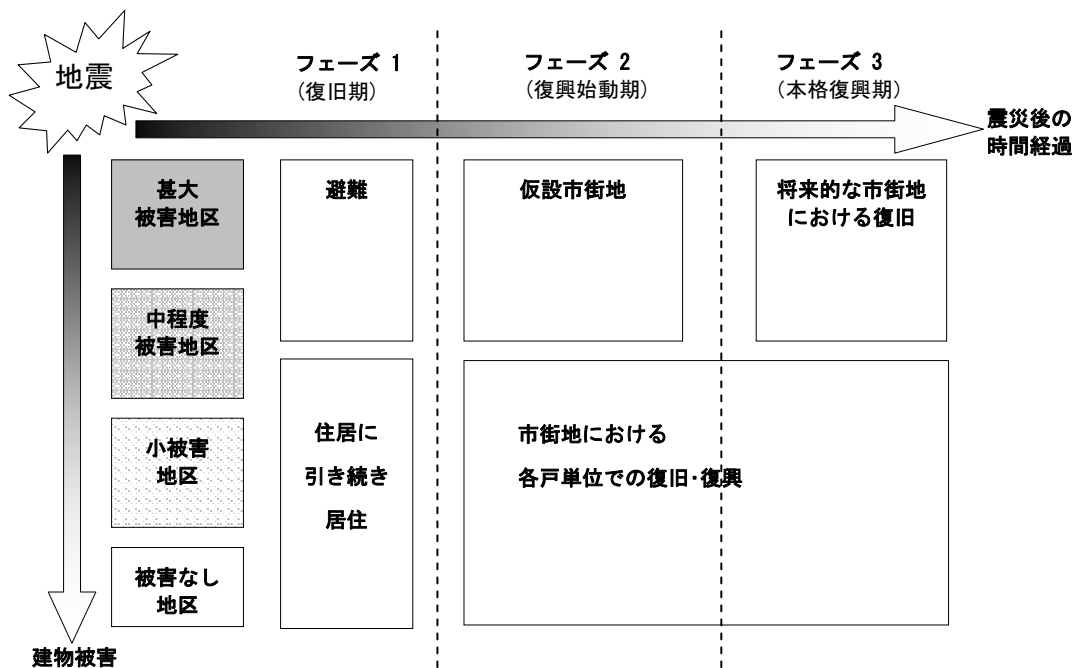 地震
フェーズ 1
(復旧期)
フェーズ 2
(復興始動期)
フェーズ 3
(本格復興期)
震災後の
時間経過
甚大
被害地区
避難
仮設市街地
将来的な市街地
における復旧
中程度
被害地区
小被害
地区
住居に
引き続き
居住
市街地における
各戸単位での復旧･復興
被害なし
地区
建物被害